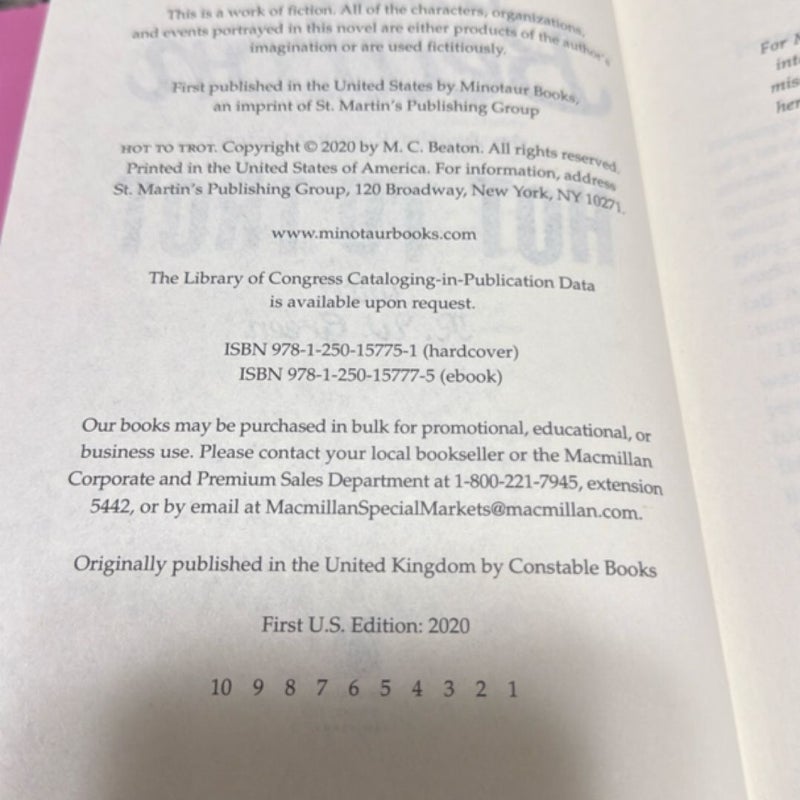 This is a work of fiction. All of the characters, organizations,
and events portrayed in this novel are either products of the author's
imagination or are used fictitiously.
First published in the United States by Minotaur Books,
an imprint of St. Martin's Publishing Group
HOT TO TROT. Copyright © 2020 by M. C. Beaton. All rights reserved.
Printed in the United States of America. For information, address
St. Martin's Publishing Group, 120 Broadway, New York, NY 10271.
www.minotaurbooks.com
The Library of Congress Cataloging-in-Publication Data
is available upon request.
ISBN 978-1-250-15775-1 (hardcover)
ISBN 978-1-250-15777-5 (ebook)
Our books may be purchased in bulk for promotional, educational, or
business use. Please contact your local bookseller or the Macmillan
Corporate and Premium Sales Department at 1-800-221-7945, extension
5442, or by email at MacmillanSpecialMarkets@macmillan.com.
Originally published in the United Kingdom by Constable Books
First U.S. Edition: 2020
10 9 8 7 6 5 4 3 2 1
For